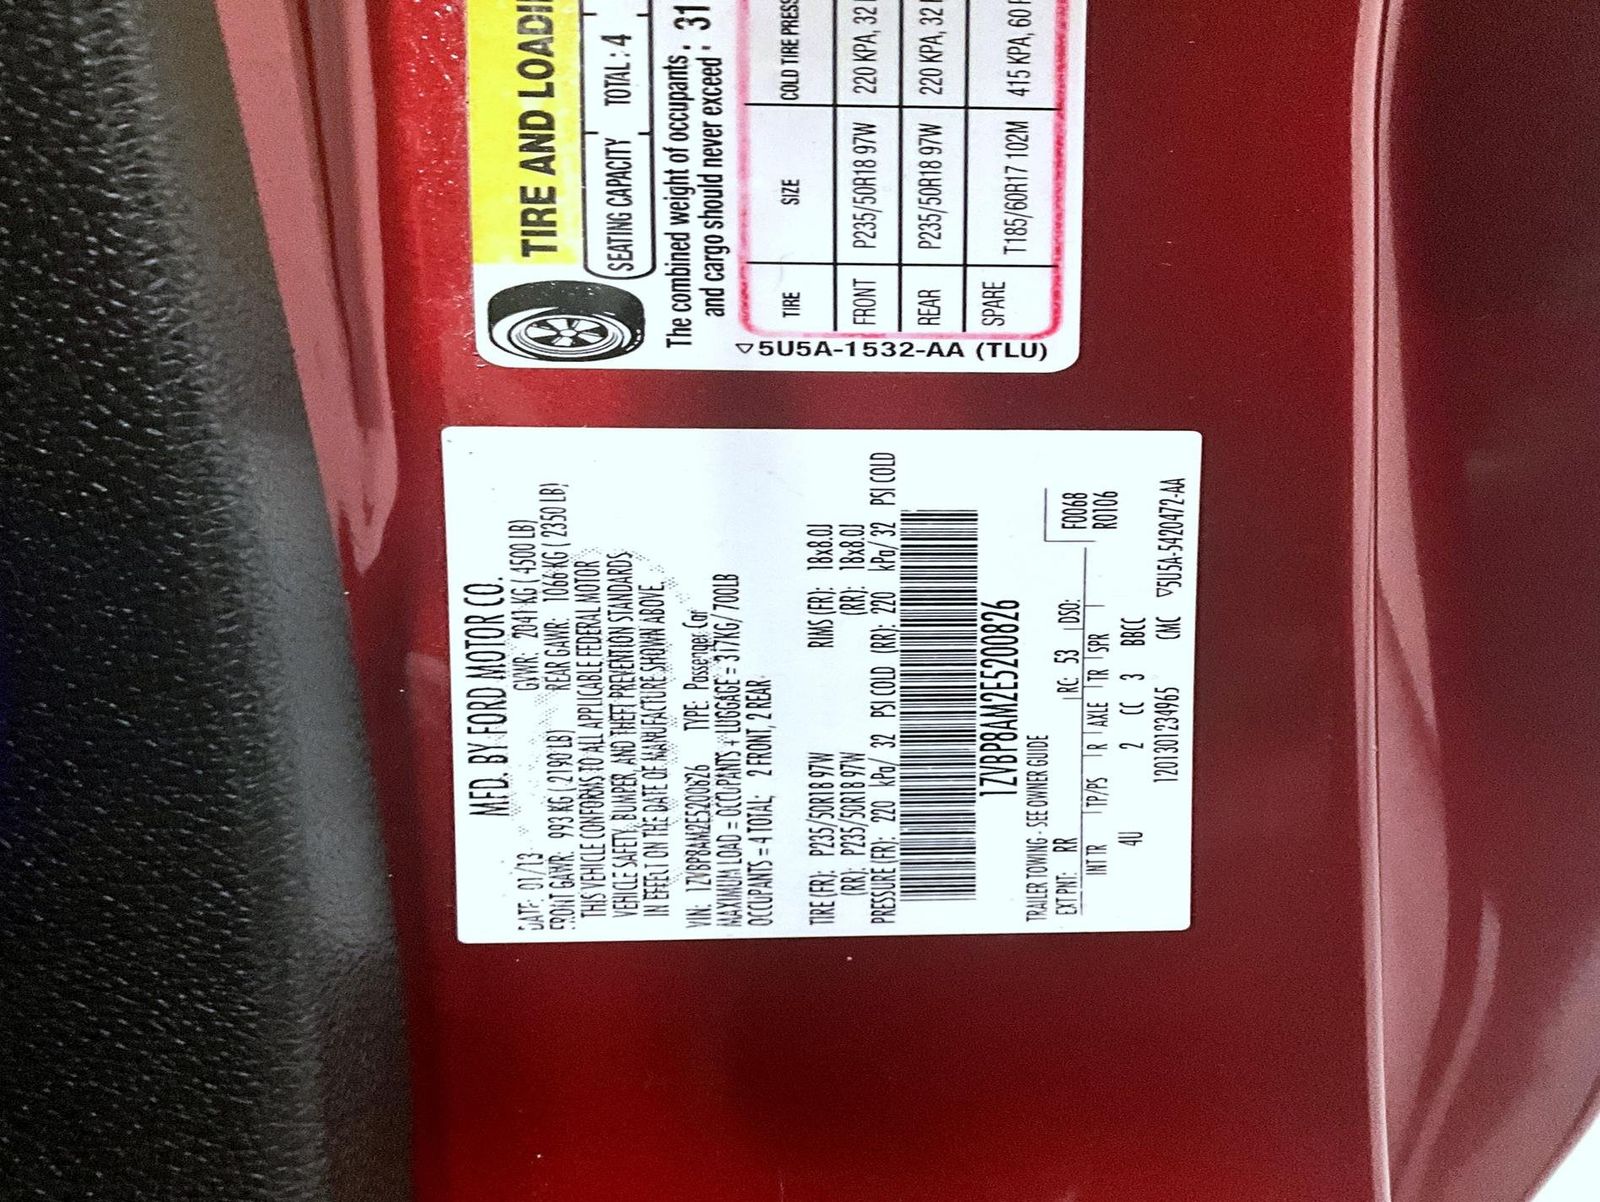 MFD. BY FORD MOTOR CO.
DATE: 01/13 GVWR: 2041 KG ( 4500 LB)
FRONT GAWR: 993 KG ( 2190 LB) REAR GAWR: 1066 KG ( 2350 LB)
THIS VEHICLE CONFORMS TO ALL APPLICABLE FEDERAL MOTOR
VEHICLE SAFETY, BUMPER, AND THEFT PREVENTION STANDARDS
IN EFFECT ON THE DATE OF MANUFACTURE SHOWN ABOVE.
VIN: 1ZVBP8AM2E5200826 TYPE: Passenger Car
MAXIMUM LOAD = OCCUPANTS + LUGGAGE = 317KG/ 700LB
OCCUPANTS = 4 TOTAL; 2 FRONT, 2 REAR
TIRE (FR): P235/50R18 97W RIMS (FR): 18x8.0J
(RR): P235/50R18 97W (RR): 18x8.0J
PRESSURE (FR): 220 kPa/ 32 PSI COLD (RR): 220 kPa/ 32 PSI COLD
1ZVBP8AM2E5200826
TRAILER TOWING - SEE OWNER GUIDE
F0068
R0106
EXT PNT: RR RC: 53 DSO:
INT TR TP/PS R AXLE TR SPR
4U 2 CC 3 BBCC
1201301234965 CMC ▽5U5A-5420472-AA
TIRE AND LOADI
SEATING CAPACITY TOTAL : 4
The combined weight of occupants
and cargo should never exceed : 31
TIRE SIZE COLD TIRE PRESS
FRONT P235/50R18 97W 220 KPA, 32
REAR P235/50R18 97W 220 KPA, 32
SPARE T185/60R17 102M 415 KPA, 60
▽5U5A-1532-AA (TLU)